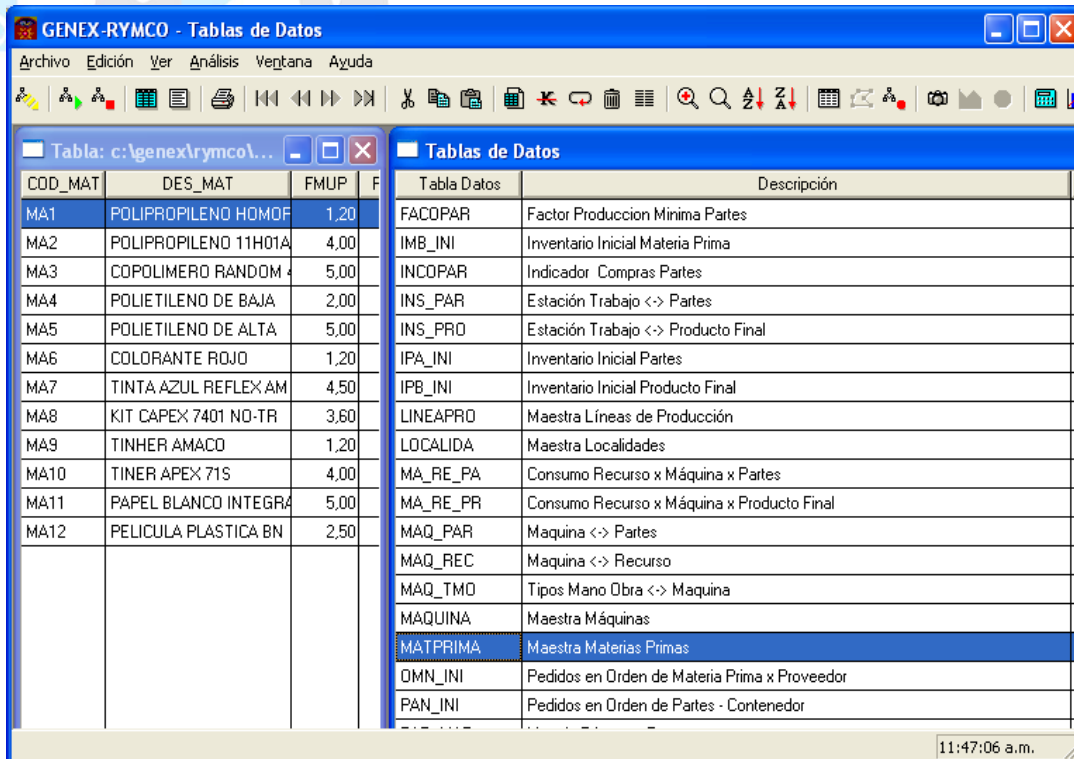 GENEX-RYMCO - Tablas de Datos
Archivo Edición Ver Análisis Ventana Ayuda
Tabla: c:\genex\rymco\...
COD_MAT DES_MAT FMUP F
MA1 POLIPROPILENO HOMOP 1,20
MA2 POLIPROPILENO 11H01A 4,00
MA3 COPOLIMERO RANDOM 5,00
MA4 POLIETILENO DE BAJA 2,00
MA5 POLIETILENO DE ALTA 5,00
MA6 COLORANTE ROJO 1,20
MA7 TINTA AZUL REFLEX AM 4,50
MA8 KIT CAPEX 7401 NO-TR 3,60
MA9 TINHER AMACO 1,20
MA10 TINER APEX 71S 4,00
MA11 PAPEL BLANCO INTEGRA 5,00
MA12 PELICULA PLASTICA BN 2,50
Tablas de Datos
Tabla Datos Descripción
FACOPAR Factor Produccion Minima Partes
IMB_INI Inventario Inicial Materia Prima
INCOPAR Indicador Compras Partes
INS_PAR Estación Trabajo <-> Partes
INS_PRO Estación Trabajo <-> Producto Final
IPA_INI Inventario Inicial Partes
IPB_INI Inventario Inicial Producto Final
LINEAPRO Maestra Líneas de Producción
LOCALIDA Maestra Localidades
MA_RE_PA Consumo Recurso x Máquina x Partes
MA_RE_PR Consumo Recurso x Máquina x Producto Final
MAQ_PAR Maquina <-> Partes
MAQ_REC Maquina <-> Recurso
MAQ_TMO Tipos Mano Obra <-> Maquina
MAQUINA Maestra Máquinas
MATPRIMA Maestra Materias Primas
OMN_INI Pedidos en Orden de Materia Prima x Proveedor
PAN_INI Pedidos en Orden de Partes - Contenedor
11:47:06 a.m.